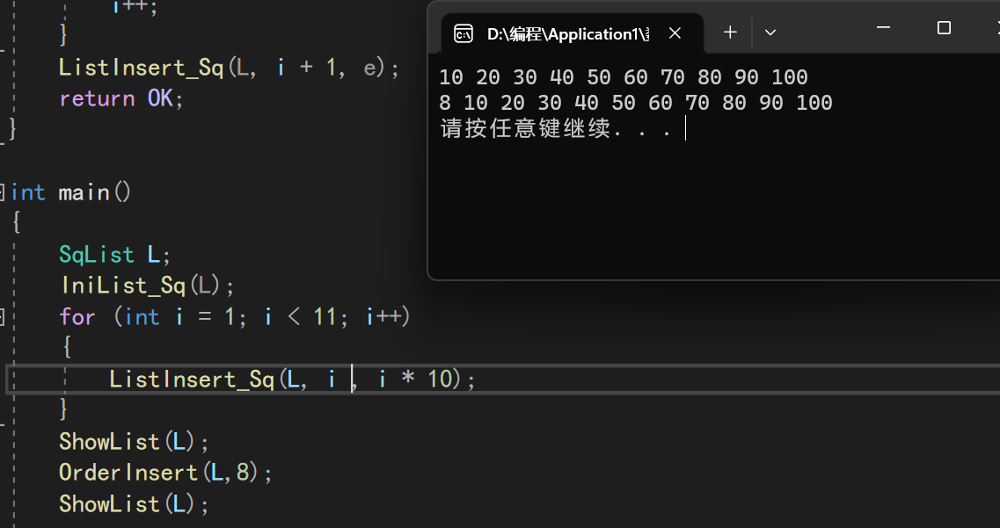 i++;
}
ListInsert_Sq(L, i + 1, e);
return OK;
}
int main()
{
SqList L;
IniList_Sq(L);
for (int i = 1; i < 11; i++)
{
ListInsert_Sq(L, i , i * 10);
}
ShowList(L);
OrderInsert(L,8);
ShowList(L);
D:\编程\Application1\
10 20 30 40 50 60 70 80 90 100
8 10 20 30 40 50 60 70 80 90 100
请按任意键继续. . .